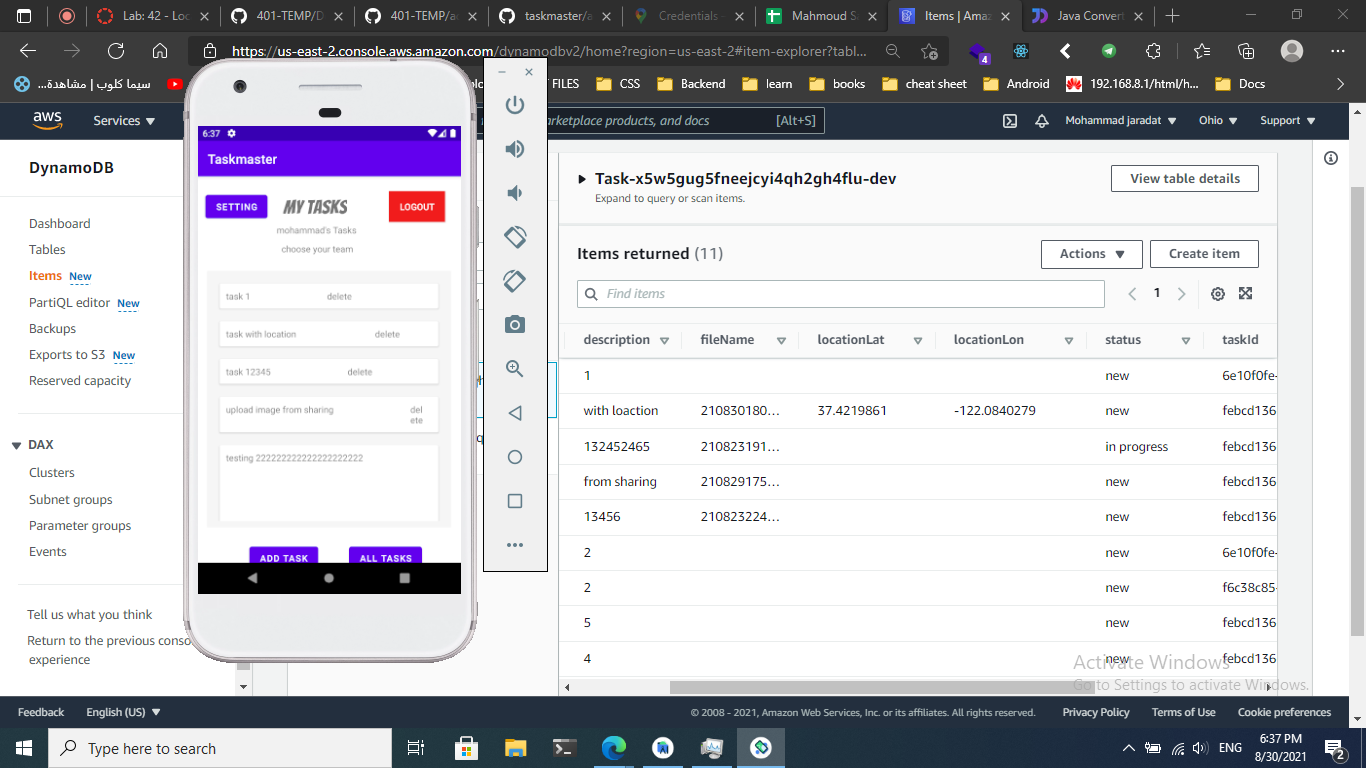 Lab: 42 - Loc
401-TEMP/D
401-TEMP/ac
taskmaster/a
Credentials -
Mahmoud S
Items | Amaz
Java Convert
https://us-east-2.console.aws.amazon.com/dynamodbv2/home?region=us-east-2#item-explorer?tabl...
4
سيما كلوب | مشاهدة...
FILES
CSS
Backend
learn
books
cheat sheet
Android
192.168.8.1/html/h...
Docs
aws
Services
marketplace products, and docs
[Alt+S]
Mohammad jaradat
Ohio
Support
DynamoDB
Dashboard
Tables
Items New
PartiQL editor New
Backups
Exports to S3 New
Reserved capacity
DAX
Clusters
Subnet groups
Parameter groups
Events
Tell us what you think
Return to the previous conso
experience
6:37
Taskmaster
SETTING
MY TASKS
LOGOUT
mohammad's Tasks
choose your team
task 1 delete
task with location delete
task 12345 delete
upload image from sharing del
ete
testing 222222222222222222222
ADD TASK
ALL TASKS
Task-x5w5gug5fneejcyi4qh2gh4flu-dev
Expand to query or scan items.
View table details
Items returned (11)
Actions
Create item
Find items
1
description fileName locationLat locationLon status taskId
1 new 6e10f0fe-
with loaction 210830180... 37.4219861 -122.0840279 new febcd136
132452465 210823191... in progress febcd136
from sharing 210829175... new febcd136
13456 210823224... new febcd136
2 new 6e10f0fe-
2 new f6c38c85-
5 new febcd136
4 new febcd136
Activate Windows
Go to Settings to activate Windows.
Feedback
English (US)
© 2008 - 2021, Amazon Web Services, Inc. or its affiliates. All rights reserved.
Privacy Policy
Terms of Use
Cookie preferences
Type here to search
ENG
6:37 PM
8/30/2021
2